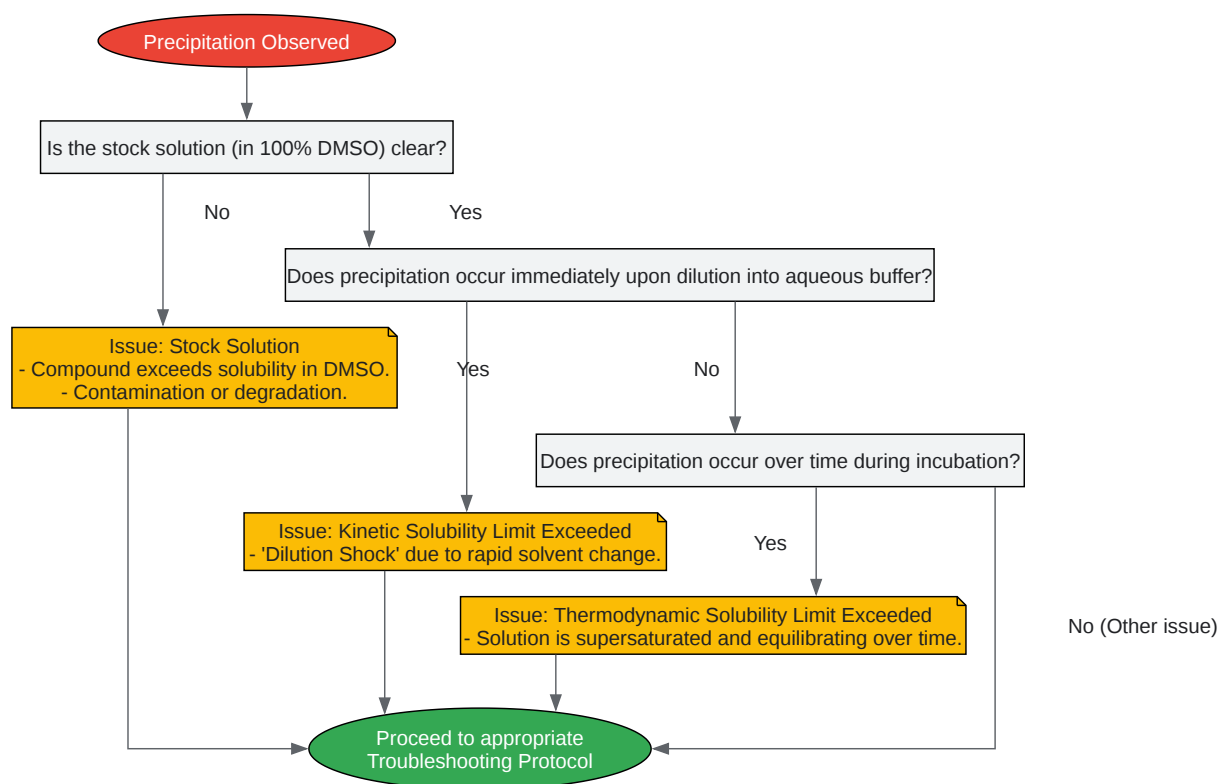 Precipitation Observed
Is the stock solution (in 100% DMSO) clear?
No
Yes
Does precipitation occur immediately upon dilution into aqueous buffer?
Issue: Stock Solution
- Compound exceeds solubility in DMSO.
- Contamination or degradation.
Yes
No
Does precipitation occur over time during incubation?
Issue: Kinetic Solubility Limit Exceeded
- 'Dilution Shock' due to rapid solvent change.
Yes
Issue: Thermodynamic Solubility Limit Exceeded
- Solution is supersaturated and equilibrating over time.
No (Other issue)
Proceed to appropriate
Troubleshooting Protocol